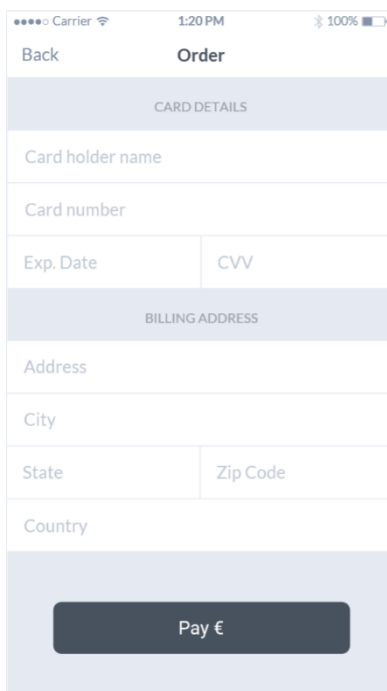 Carrier 1:20 PM 100%
Back Order
CARD DETAILS
Card holder name
Card number
Exp. Date CVV
BILLING ADDRESS
Address
City
State Zip Code
Country
Pay €